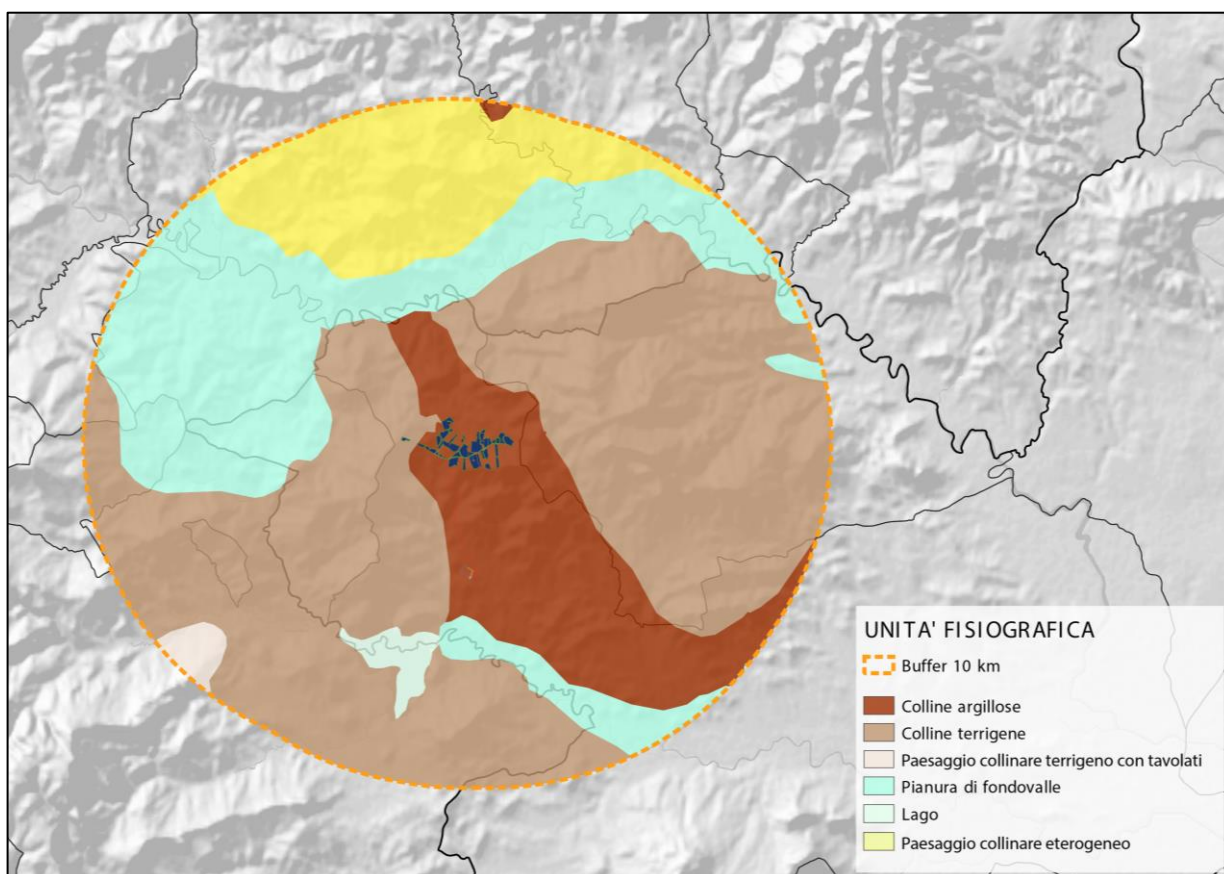 UNITA' FISIOGRAFICA
Buffer 10 km
Colline argillose
Colline terrigene
Paesaggio collinare terrigeno con tavolati
Pianura di fondovalle
Lago
Paesaggio collinare eterogeneo